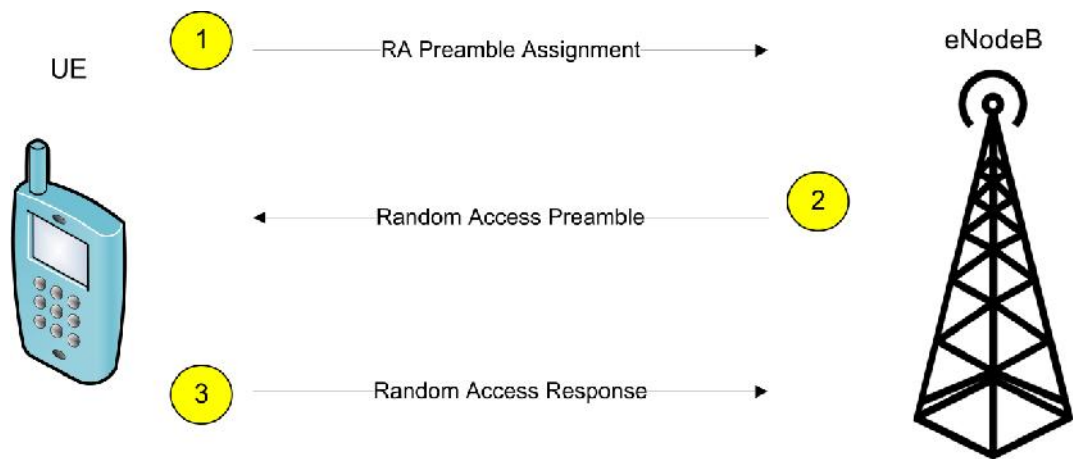 1
RA Preamble Assignment
eNodeB
UE
2
Random Access Preamble
3
Random Access Response